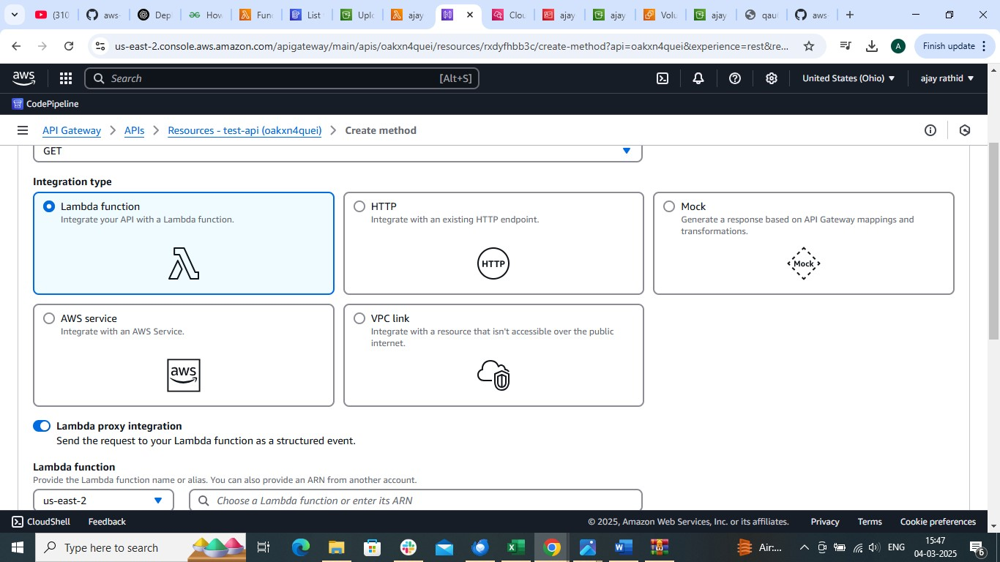 (310
aws-
Dep
How
Func
List
Uplo
ajay
Clou
ajay
ajay
Volu
ajay
qau
aws-
us-east-2.console.aws.amazon.com/apigateway/main/apis/oakxn4quei/resources/rxdyfhbb3c/create-method?api=oakxn4quei&experience=rest&re...
A
Finish update
aws
Search
[Alt+S]
United States (Ohio)
ajay rathid
CodePipeline
API Gateway
APIs
Resources - test-api (oakxn4quei)
Create method
GET
Integration type
Lambda function
Integrate your API with a Lambda function.
HTTP
Integrate with an existing HTTP endpoint.
HTTP
Mock
Generate a response based on API Gateway mappings and
transformations.
Mock
AWS service
Integrate with an AWS Service.
aws
VPC link
Integrate with a resource that isn't accessible over the public
internet.
Lambda proxy integration
Send the request to your Lambda function as a structured event.
Lambda function
Provide the Lambda function name or alias. You can also provide an ARN from another account.
us-east-2
Choose a Lambda function or enter its ARN
CloudShell
Feedback
© 2025, Amazon Web Services, Inc. or its affiliates.
Privacy
Terms
Cookie preferences
Type here to search
Air:...
ENG
15:47
04-03-2025
6